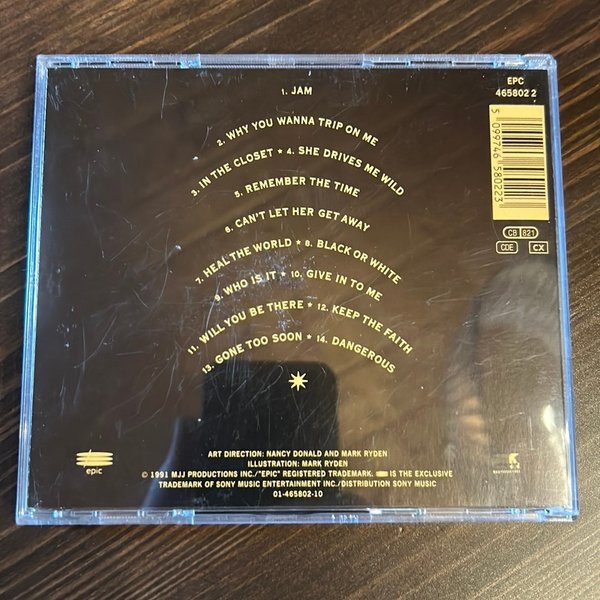 EPC
465802 2
5 099746 580223
CB 821
CDE CX
1. JAM
2. WHY YOU WANNA TRIP ON ME
3. IN THE CLOSET * 4. SHE DRIVES ME WILD
5. REMEMBER THE TIME
6. CAN'T LET HER GET AWAY
7. HEAL THE WORLD * 8. BLACK OR WHITE
9. WHO IS IT * 10. GIVE IN TO ME
11. WILL YOU BE THERE * 12. KEEP THE FAITH
13. GONE TOO SOON * 14. DANGEROUS
epic
ART DIRECTION: NANCY DONALD AND MARK RYDEN
ILLUSTRATION: MARK RYDEN
© 1991 MJJ PRODUCTIONS INC./"EPIC" REGISTERED TRADEMARK. IS THE EXCLUSIVE
TRADEMARK OF SONY MUSIC ENTERTAINMENT INC./DISTRIBUTION SONY MUSIC
01-465802-10